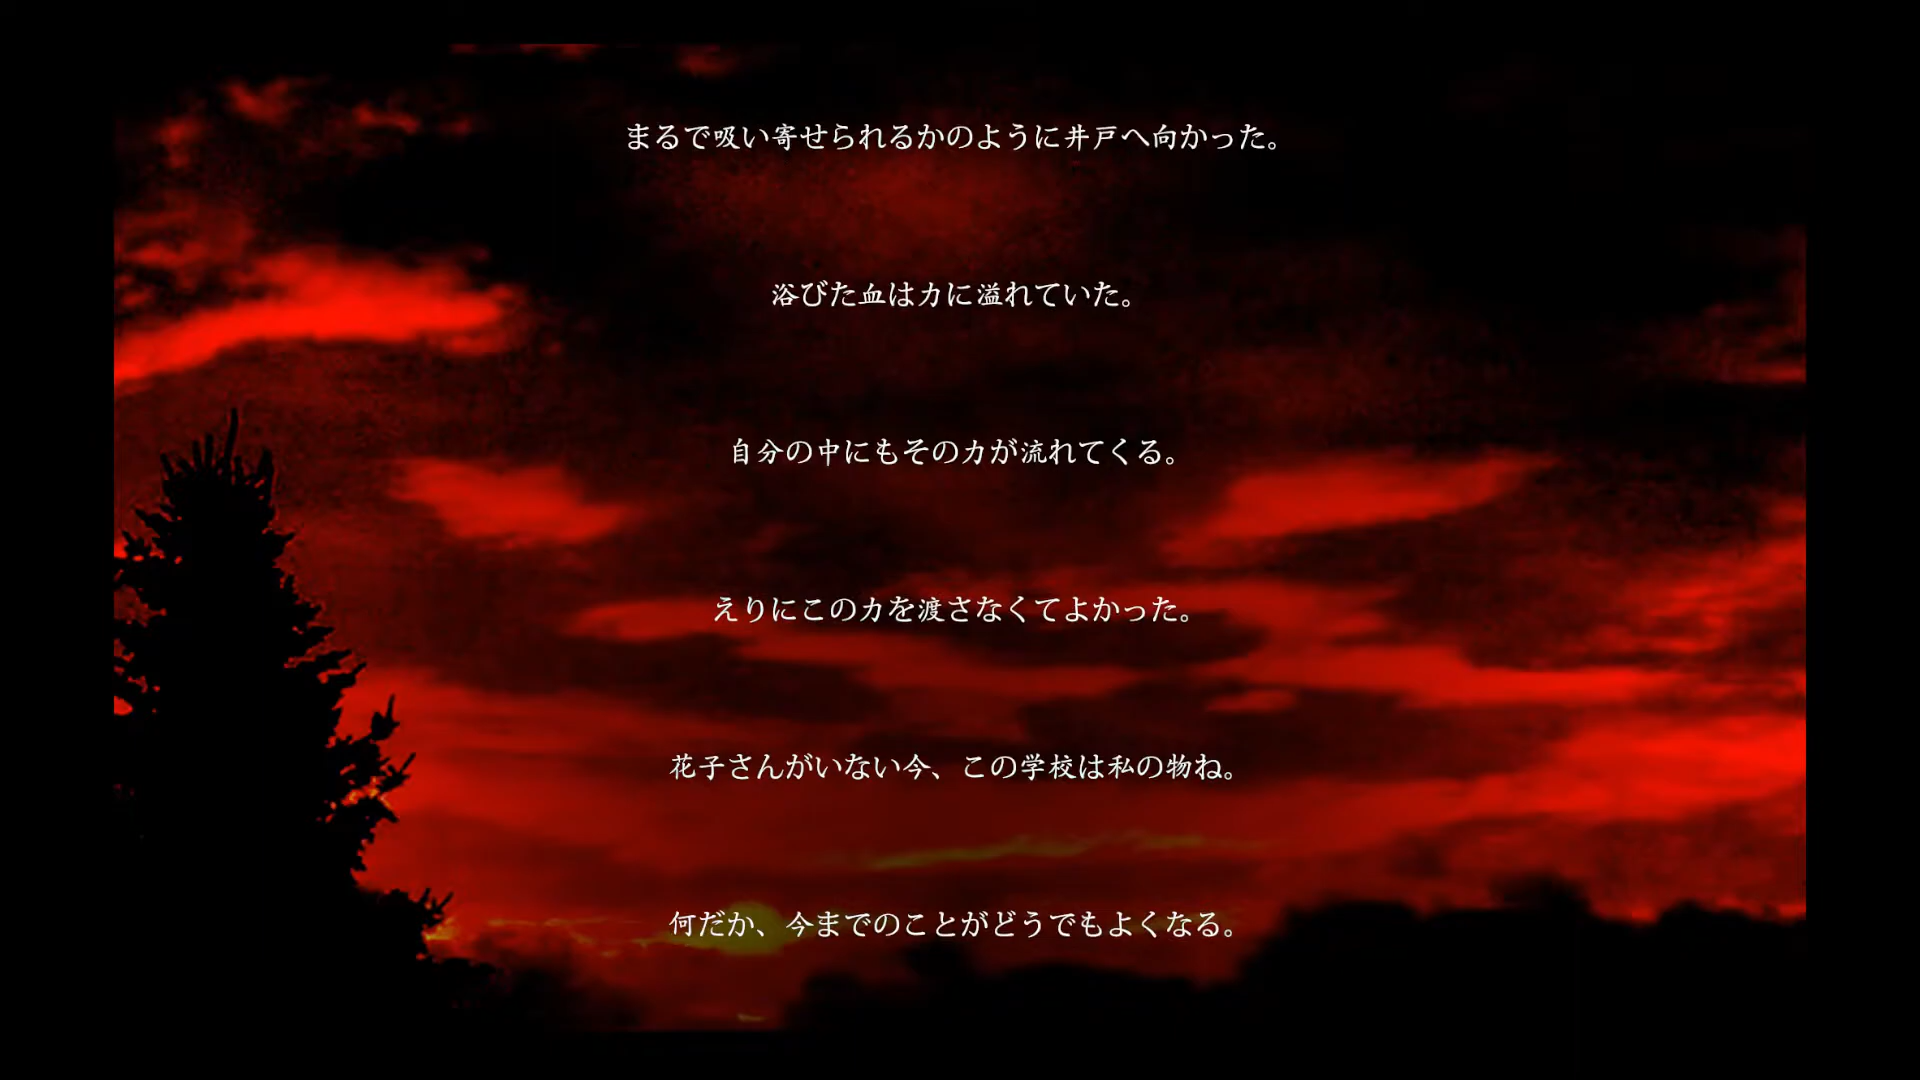 まるで吸い寄せられるかのように井戸へ向かった。
浴びた血は力に溢れていた。
自分の中にもその力が流れてくる。
えりにこの力を渡さなくてよかった。
花子さんがいない今、この学校は私の物ね。
何だか、今までのことがどうでもよくなる。